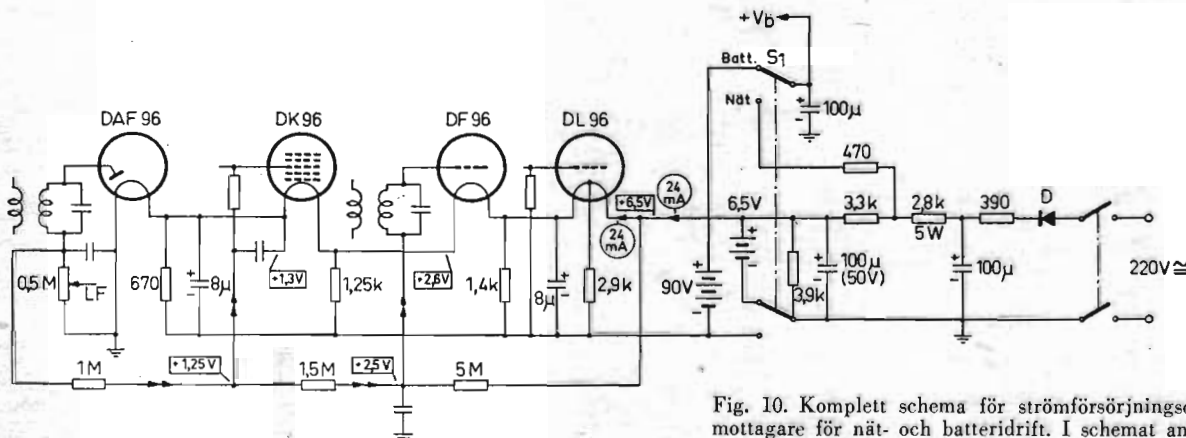 +Vb
Batt. S1
Nät
100µ
DAF 96
DK 96
DF 96
DL 96
470
24 mA
+6,5V
24 mA
6,5V
3,3k
2,8k
5W
390
D
220V≅
0,5M
LF
670
8µ
+1,3V
1,25k
+2,6V
1,4k
8µ
2,9k
90V
3,9k
100µ
(50V)
100µ
1M
+1,25V
1,5M
+2,5V
5M
Fig. 10. Komplett schema för strömförsörjningsd
mottagare för nät- och batteridrift. I schemat an